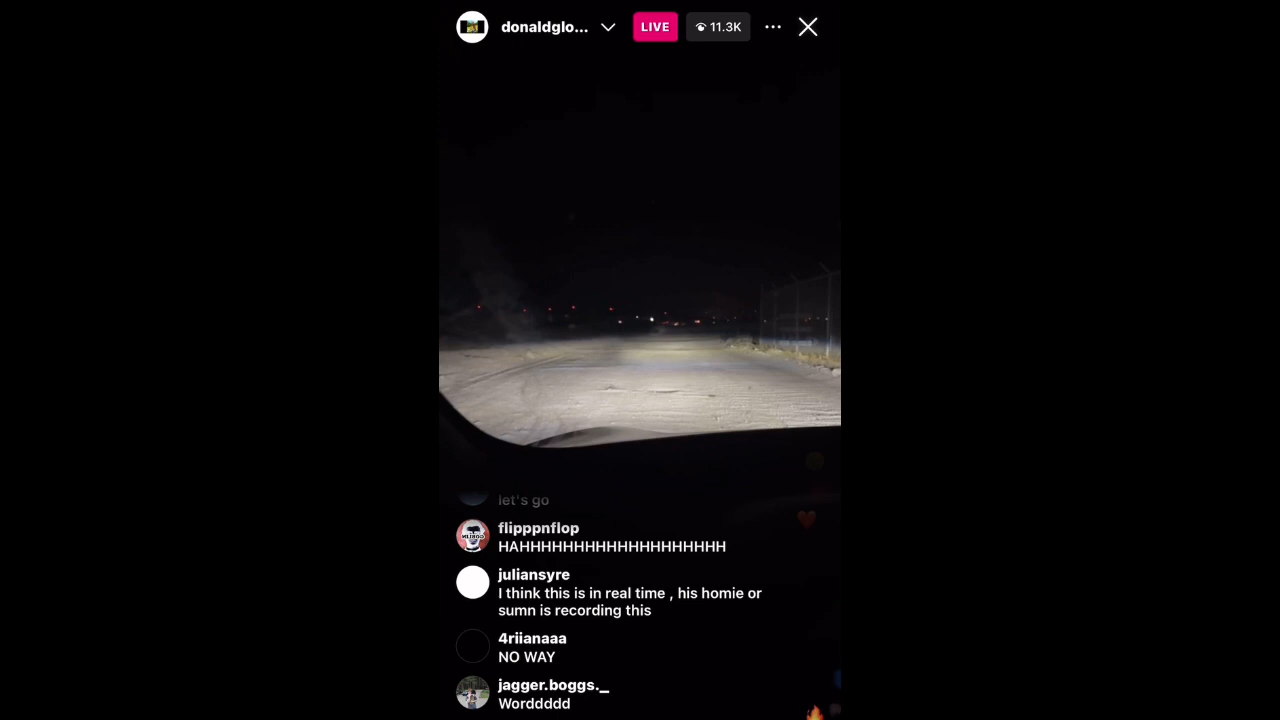 donaldglo...
LIVE
11.3K
let's go
flipppnflop
HAHHHHHHHHHHHHHHHHHHH
juliansyre
I think this is in real time , his homie or
sumn is recording this
4riianaaa
NO WAY
jagger.boggs._
Worddddd